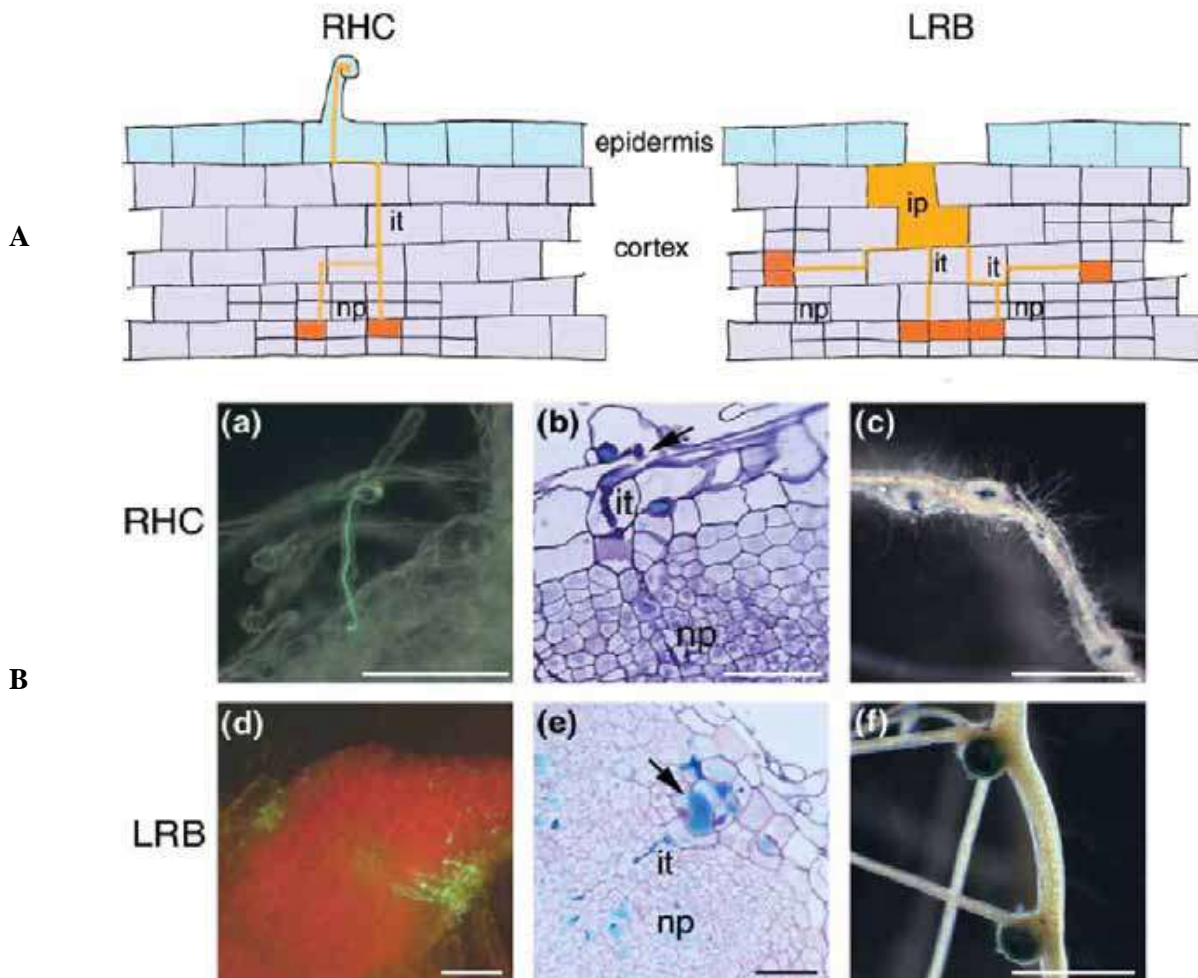 RHC LRB
epidermis
ip
it
A
cortex
it it
np np np
(a) (b) (c)
RHC
it
np
B
(d) (e) (f)
LRB
it
np